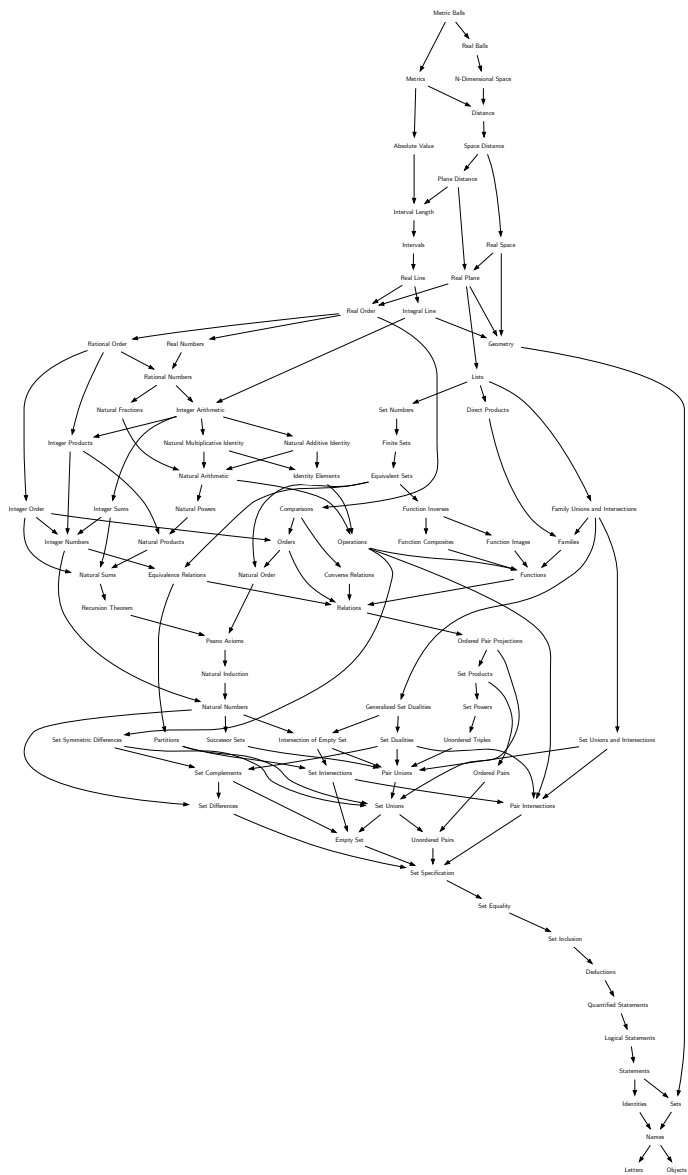 Metric Balls
Real Balls
Metrics N-Dimensional Space
Distance
Absolute Value Space Distance
Plane Distance
Interval Length
Intervals Real Space
Real Line Real Plane
Real Order Integral Line
Rational Order Real Numbers Geometry
Rational Numbers Lists
Natural Fractions Integer Arithmetic Set Numbers Direct Products
Integer Products Natural Multiplicative Identity Natural Additive Identity Finite Sets
Natural Arithmetic Identity Elements Equivalent Sets
Integer Order Integer Sums Natural Powers Comparisons Function Inverses Family Unions and Intersections
Integer Numbers Natural Products Orders Operations Function Composites Function Images Families
Natural Sums Equivalence Relations Natural Order Converse Relations Functions
Recursion Theorem Relations
Peano Axioms Ordered Pair Projections
Natural Induction Set Products
Natural Numbers Generalized Set Dualities Set Powers
Set Symmetric Differences Partitions Successor Sets Intersection of Empty Set Set Dualities Unordered Triples Set Unions and Intersections
Set Complements Set Intersections Pair Unions Ordered Pairs
Set Differences Set Unions Pair Intersections
Empty Set Unordered Pairs
Set Specification
Set Equality
Set Inclusion
Deductions
Quantified Statements
Logical Statements
Statements
Identities Sets
Names
Letters Objects